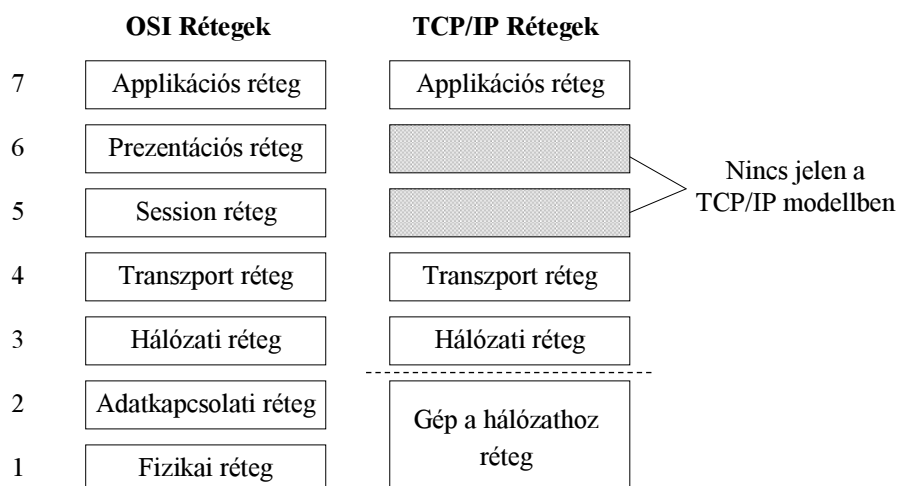 OSI Rétegek TCP/IP Rétegek
7 Applikációs réteg Applikációs réteg
6 Prezentációs réteg
Nincs jelen a
TCP/IP modellben
5 Session réteg
4 Transzport réteg Transzport réteg
3 Hálózati réteg Hálózati réteg
2 Adatkapcsolati réteg
Gép a hálózathoz
réteg
1 Fizikai réteg